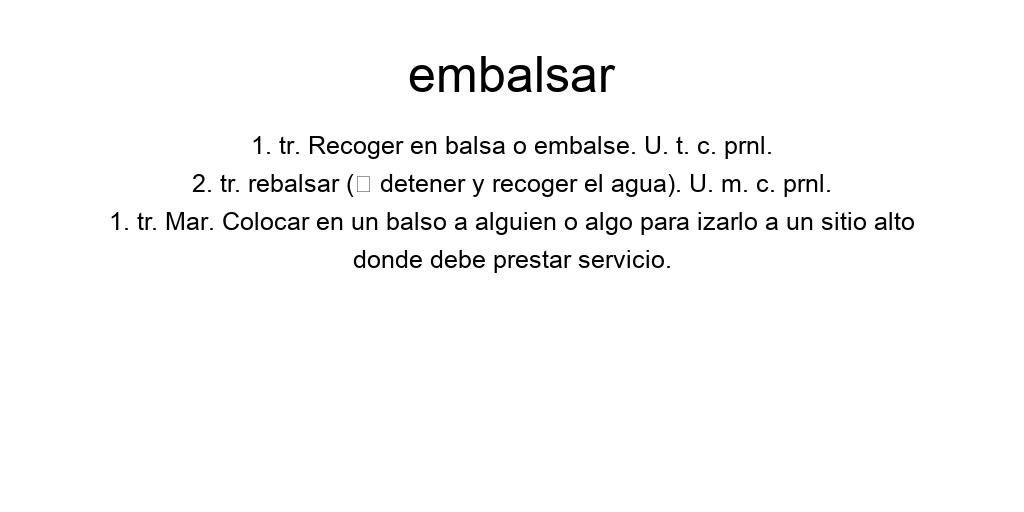 embalsar
1. tr. Recoger en balsa o embalse. U. t. c. prnl.
2. tr. rebalsar (□ detener y recoger el agua). U. m. c. prnl.
1. tr. Mar. Colocar en un balso a alguien o algo para izarlo a un sitio alto
donde debe prestar servicio.